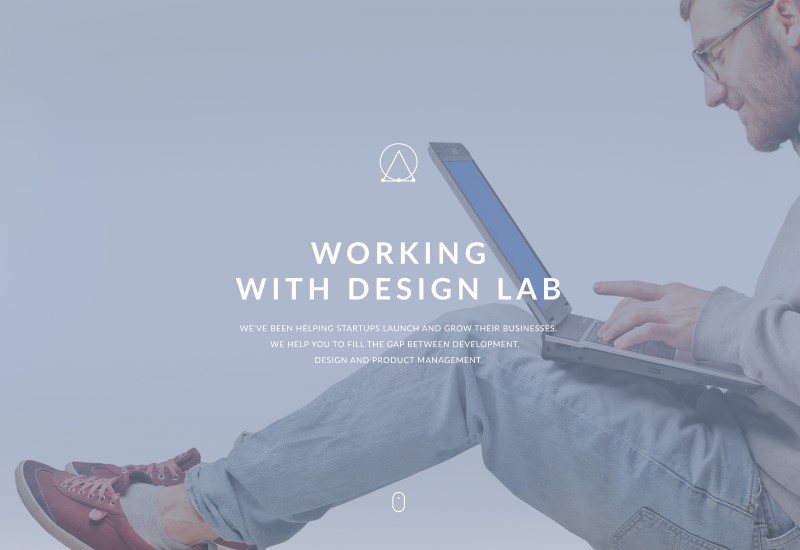 WORKING
WITH DESIGN LAB
WE'VE BEEN HELPING STARTUPS LAUNCH AND GROW THEIR BUSINESSES.
WE HELP YOU TO FILL THE GAP BETWEEN DEVELOPMENT,
DESIGN AND PRODUCT MANAGEMENT.